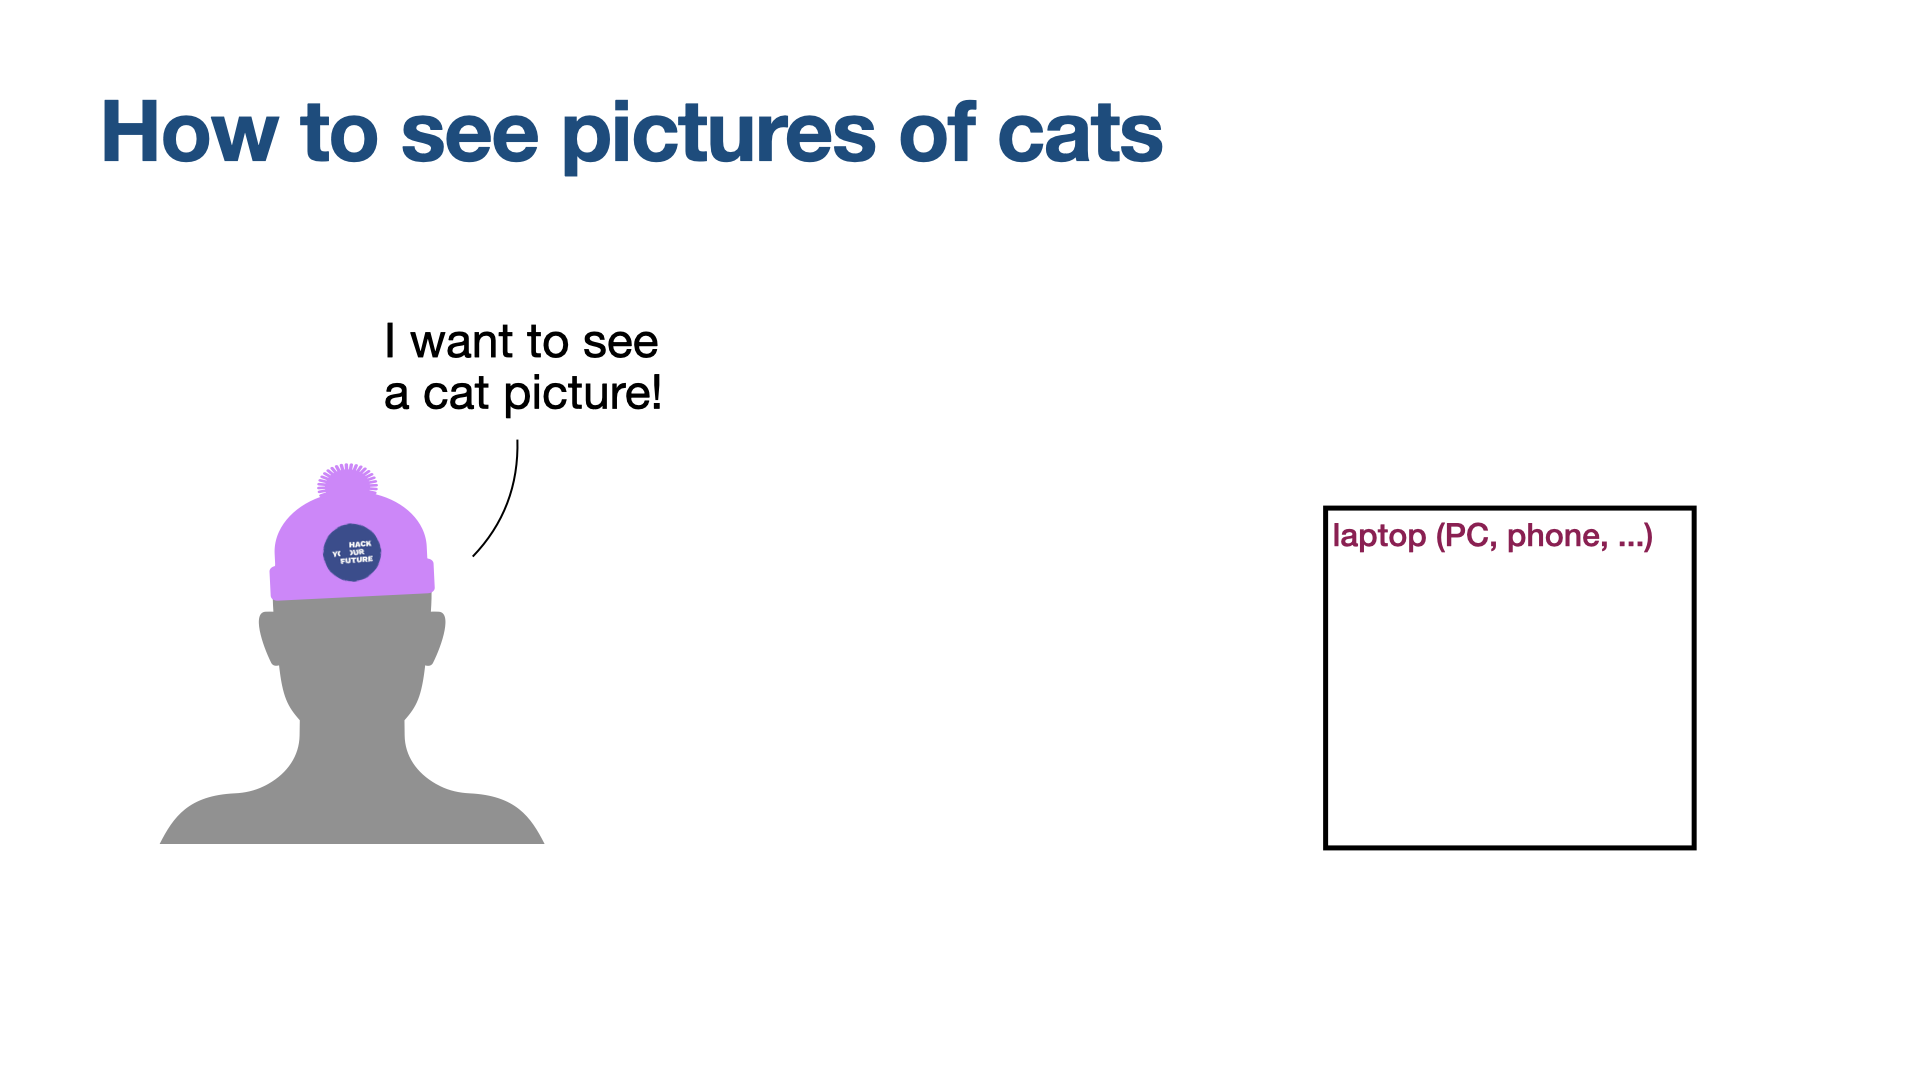 How to see pictures of cats
I want to see
a cat picture!
HACK
YOUR
FUTURE
laptop (PC, phone, ...)